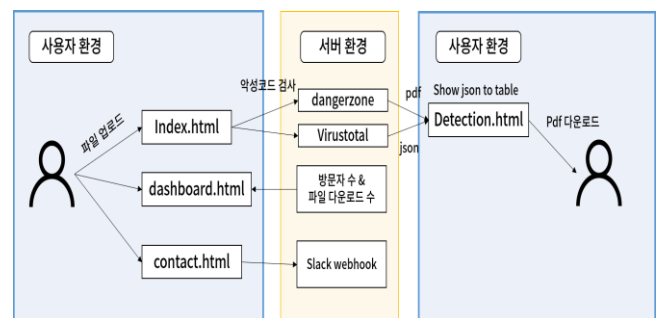 사용자 환경
파일 업로드
Index.html
dashboard.html
contact.html
서버 환경
악성코드 검사
dangerzone
Virustotal
방문자 수 &
파일 다운로드 수
Slack webhook
사용자 환경
pdf
json
Show json to table
Detection.html
Pdf 다운로드